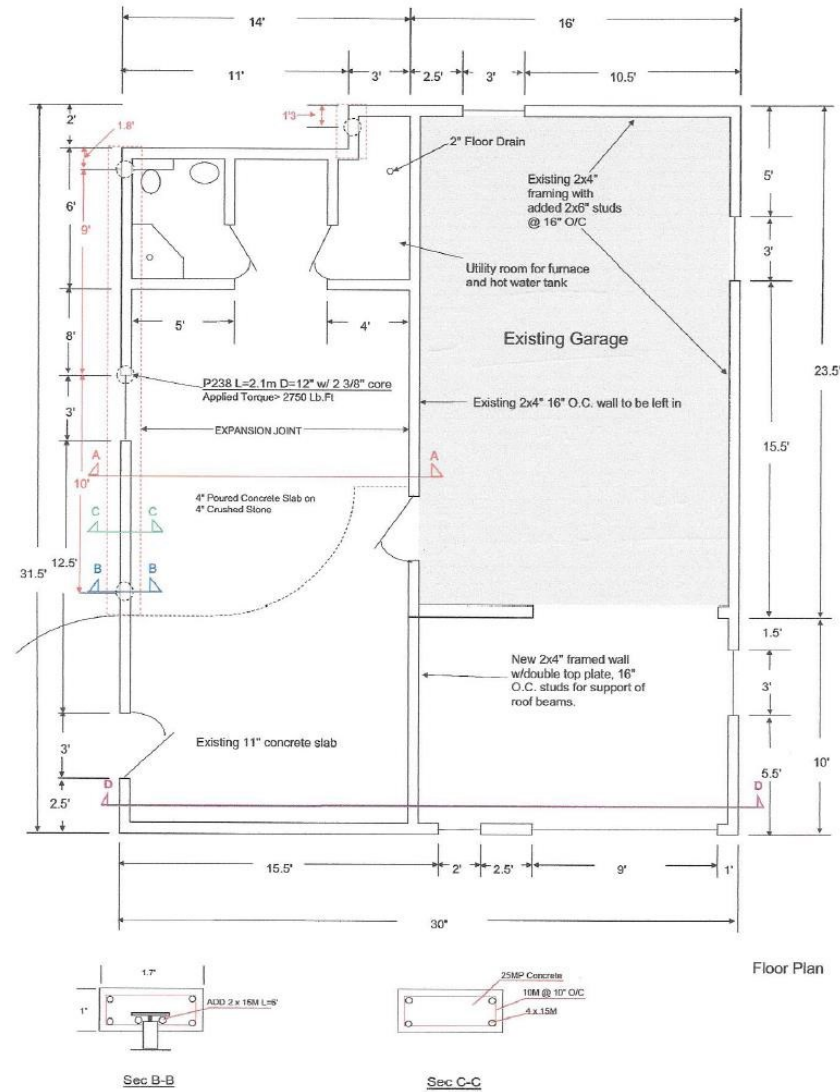 14'
16'
11'
3'
2.5'
3'
10.5'
2'
1'3
1.8'
2" Floor Drain
Existing 2x4"
framing with
added 2x6" studs
@ 16" O/C
5'
6'
9'
3'
Utility room for furnace
and hot water tank
5'
4'
Existing Garage
8'
23.5'
P238 L=2.1m D=12" w/ 2 3/8" core
Applied Torque> 2750 Lb.Ft
Existing 2x4" 16" O.C. wall to be left in
3'
EXPANSION JOINT
15.5'
A
A
10'
4" Poured Concrete Slab on
4" Crushed Stone
C
C
12.5'
31.5'
B
B
1.5'
New 2x4" framed wall
w/double top plate, 16"
O.C. studs for support of
roof beams.
3'
Existing 11" concrete slab
3'
10'
5.5'
D
D
2.5'
15.5'
2'
2.5'
9'
1'
30"
Floor Plan
1.7'
1"
ADD 2 x 15M L=6'
Sec B-B
25MP Concrete
10M @ 10" O/C
4 x 15M
Sec C-C